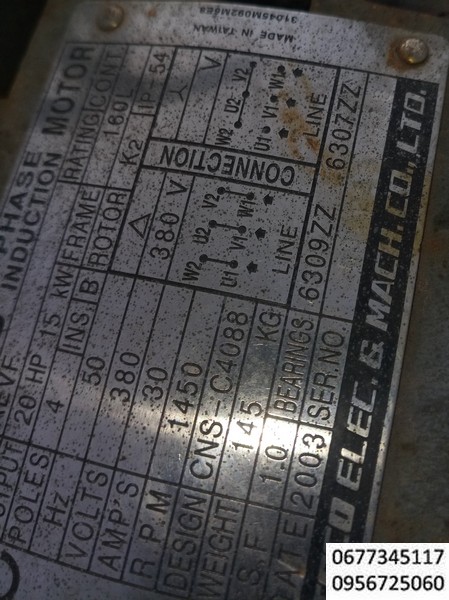 PHASE
INDUCTION MOTOR
OUTPUT 20 HP 15 kW FRAME 160L RATING CONT.
POLES 4 INS. B ROTOR K2 IP 54
Hz 50
VOLTS 380
AMP'S 30
R P M 1450
DESIGN CNS-C4088
WEIGHT 145 KG
S.F. 1.0 BEARINGS 6309ZZ 6307ZZ
DATE 2003 SER.NO
△ 380 V V
CONNECTION
W2 U2 V2
U1 V1 W1
LINE
W2 U2 V2
U1 V1 W1
LINE
ELEC. & MACH. CO., LTD.
MADE IN TAIWAN
0677345117
0956725060